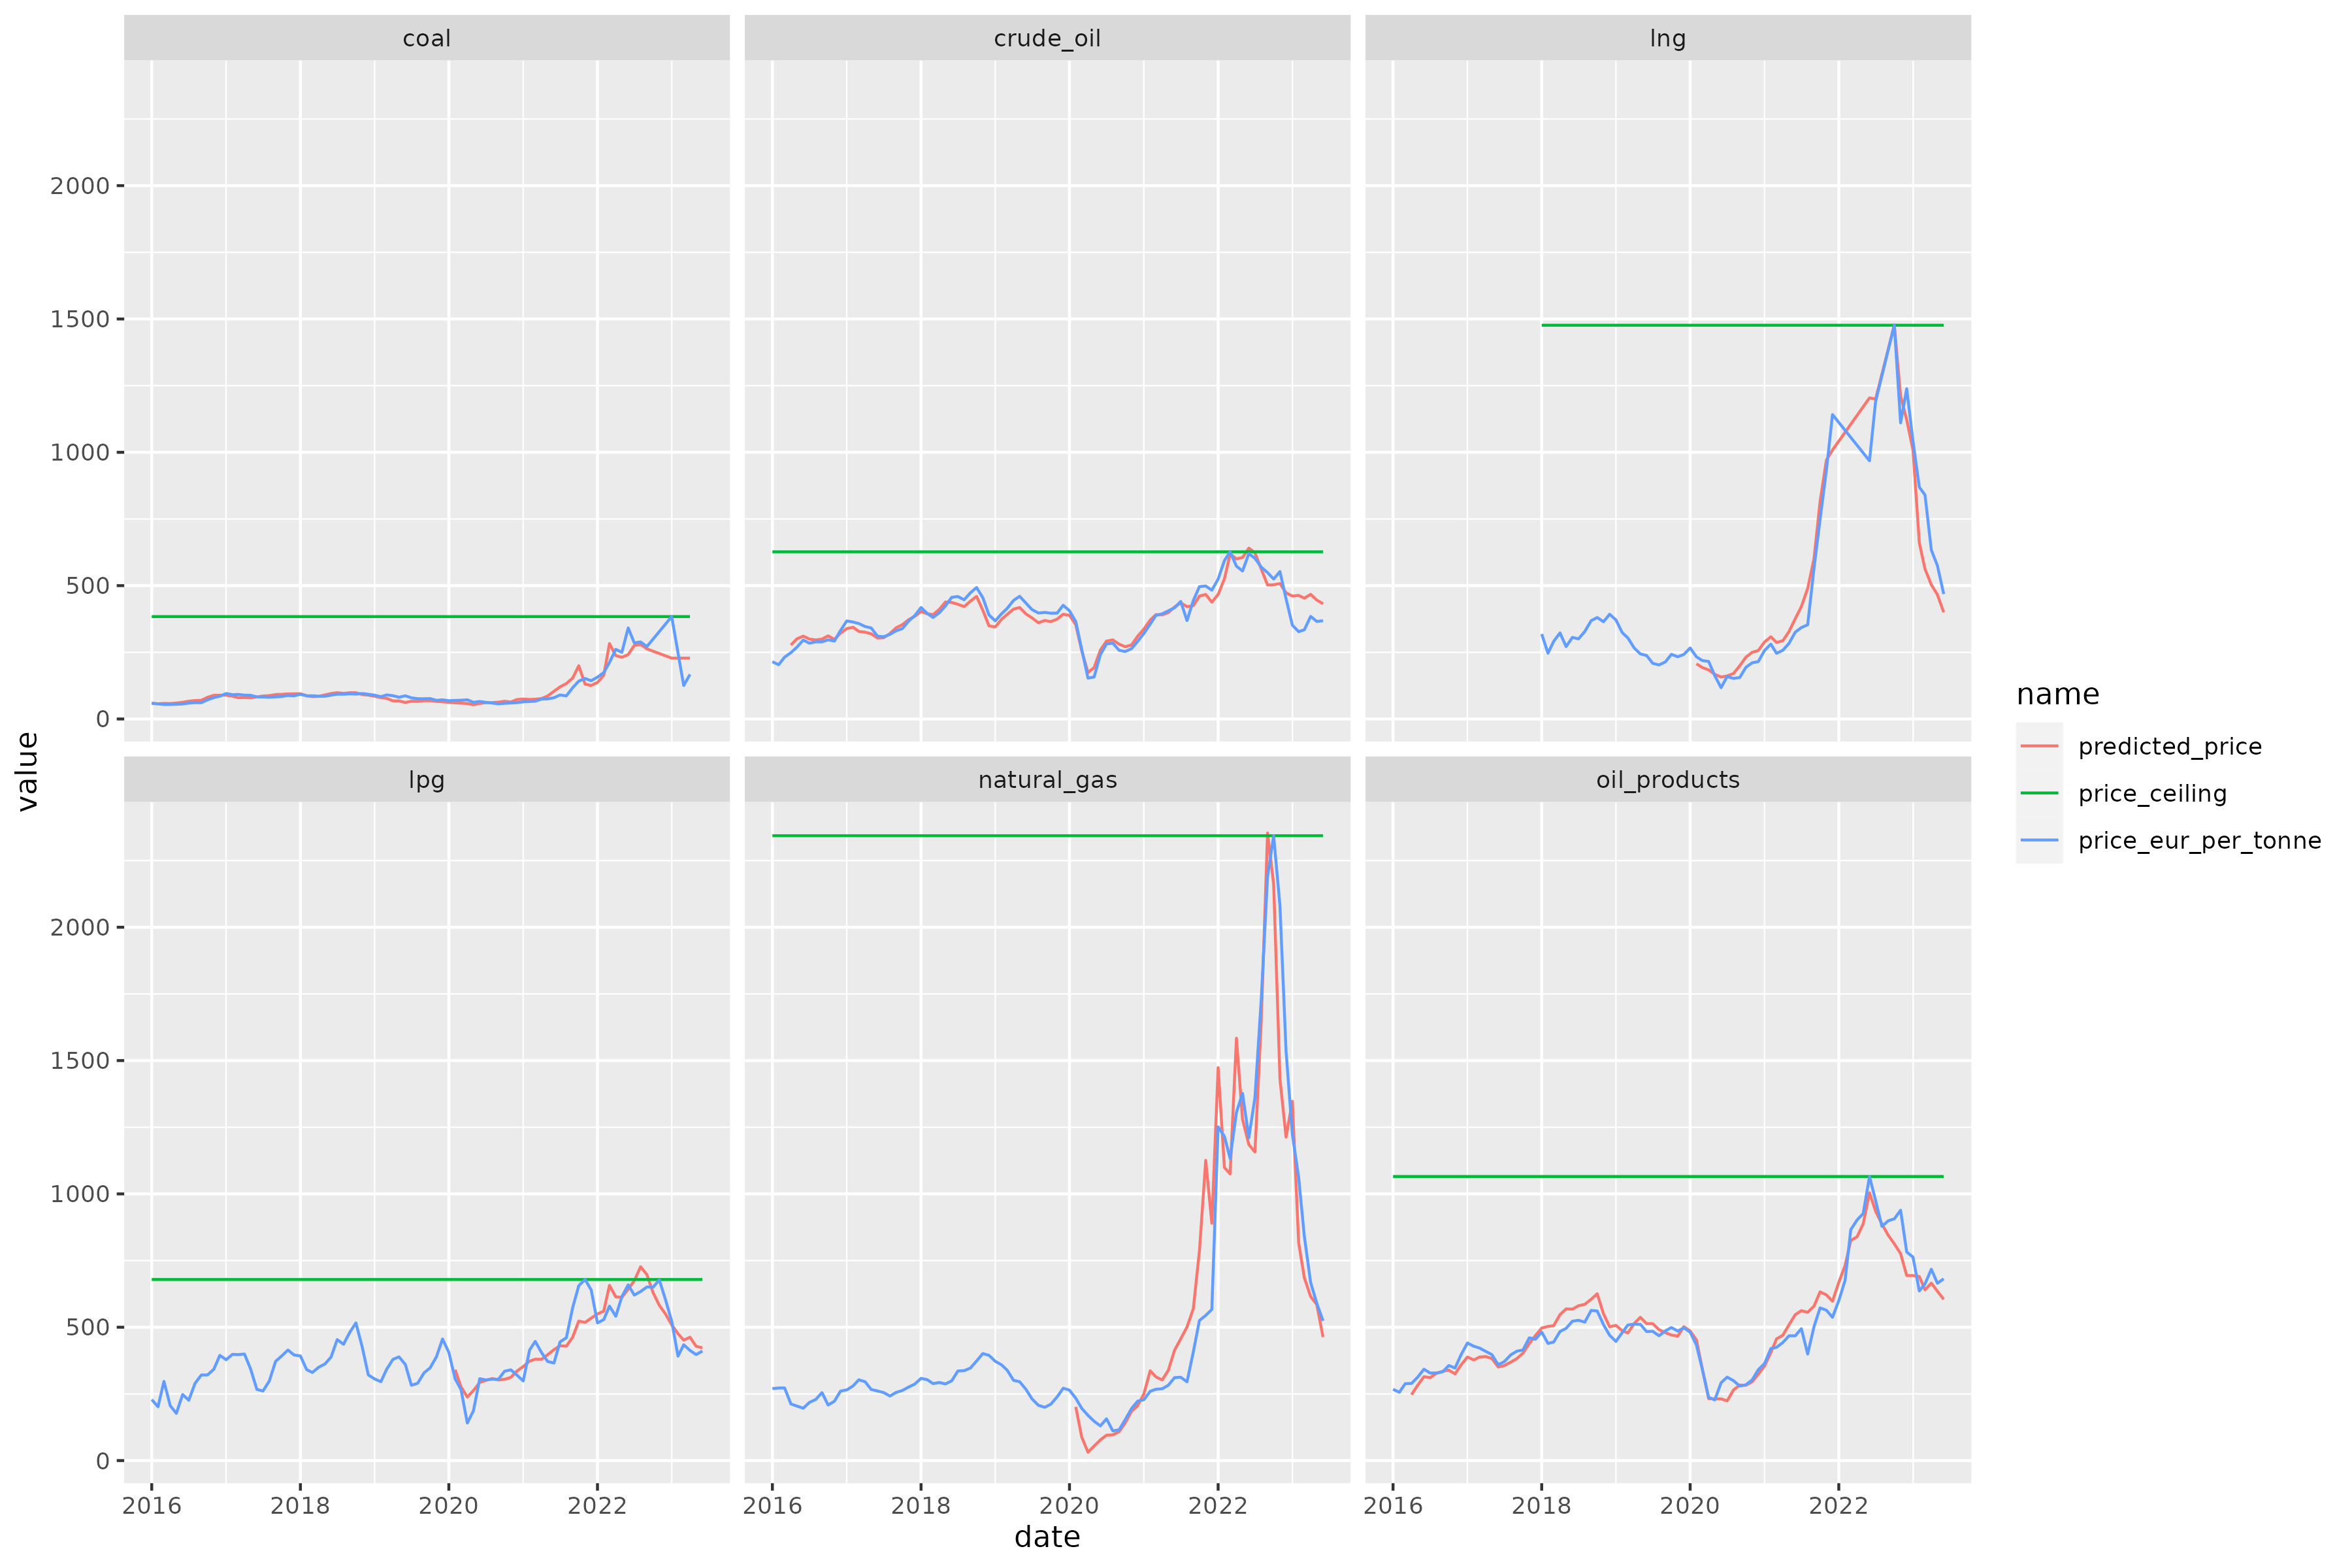 coal
crude_oil
lng
2000
1500
1000
500
0
lpg
natural_gas
oil_products
2000
1500
1000
500
0
2016 2018 2020 2022
2016 2018 2020 2022
2016 2018 2020 2022
date
value
name
predicted_price
price_ceiling
price_eur_per_tonne